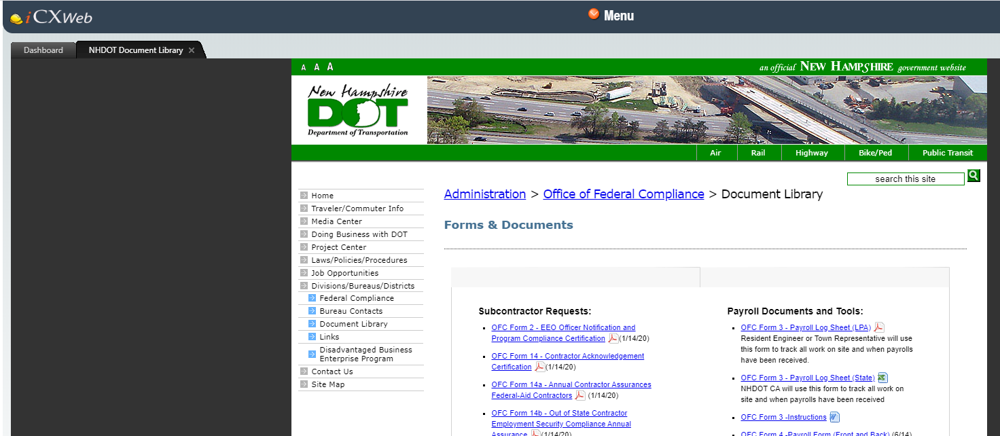 iCXWeb
Menu
Dashboard
NHDOT Document Library
A A A
an official NEW HAMPSHIRE government website
New Hampshire
DOT
Department of Transportation
Air
Rail
Highway
Bike/Ped
Public Transit
search this site
Home
Traveler/Commuter Info
Media Center
Doing Business with DOT
Project Center
Laws/Policies/Procedures
Job Opportunities
Divisions/Bureaus/Districts
Federal Compliance
Bureau Contacts
Document Library
Links
Disadvantaged Business
Enterprise Program
Contact Us
Site Map
Administration > Office of Federal Compliance > Document Library
Forms & Documents
Subcontractor Requests:
OFC Form 2 - EEO Officer Notification and
Program Compliance Certification (1/14/20)
OFC Form 14 - Contractor Acknowledgement
Certification (1/14/20)
OFC Form 14a - Annual Contractor Assurances
Federal-Aid Contractors (1/14/20)
OFC Form 14b - Out of State Contractor
Employment Security Compliance Annual
Assurance (1/14/20)
Payroll Documents and Tools:
OFC Form 3 - Payroll Log Sheet (LPA)
Resident Engineer or Town Representative will use
this form to track all work on site and when payrolls
have been received.
OFC Form 3 - Payroll Log Sheet (State)
NHDOT CA will use this form to track all work on
site and when payrolls have been received
OFC Form 3 -Instructions
OFC Form 4 -Payroll Form (Front and Back) (6/14)